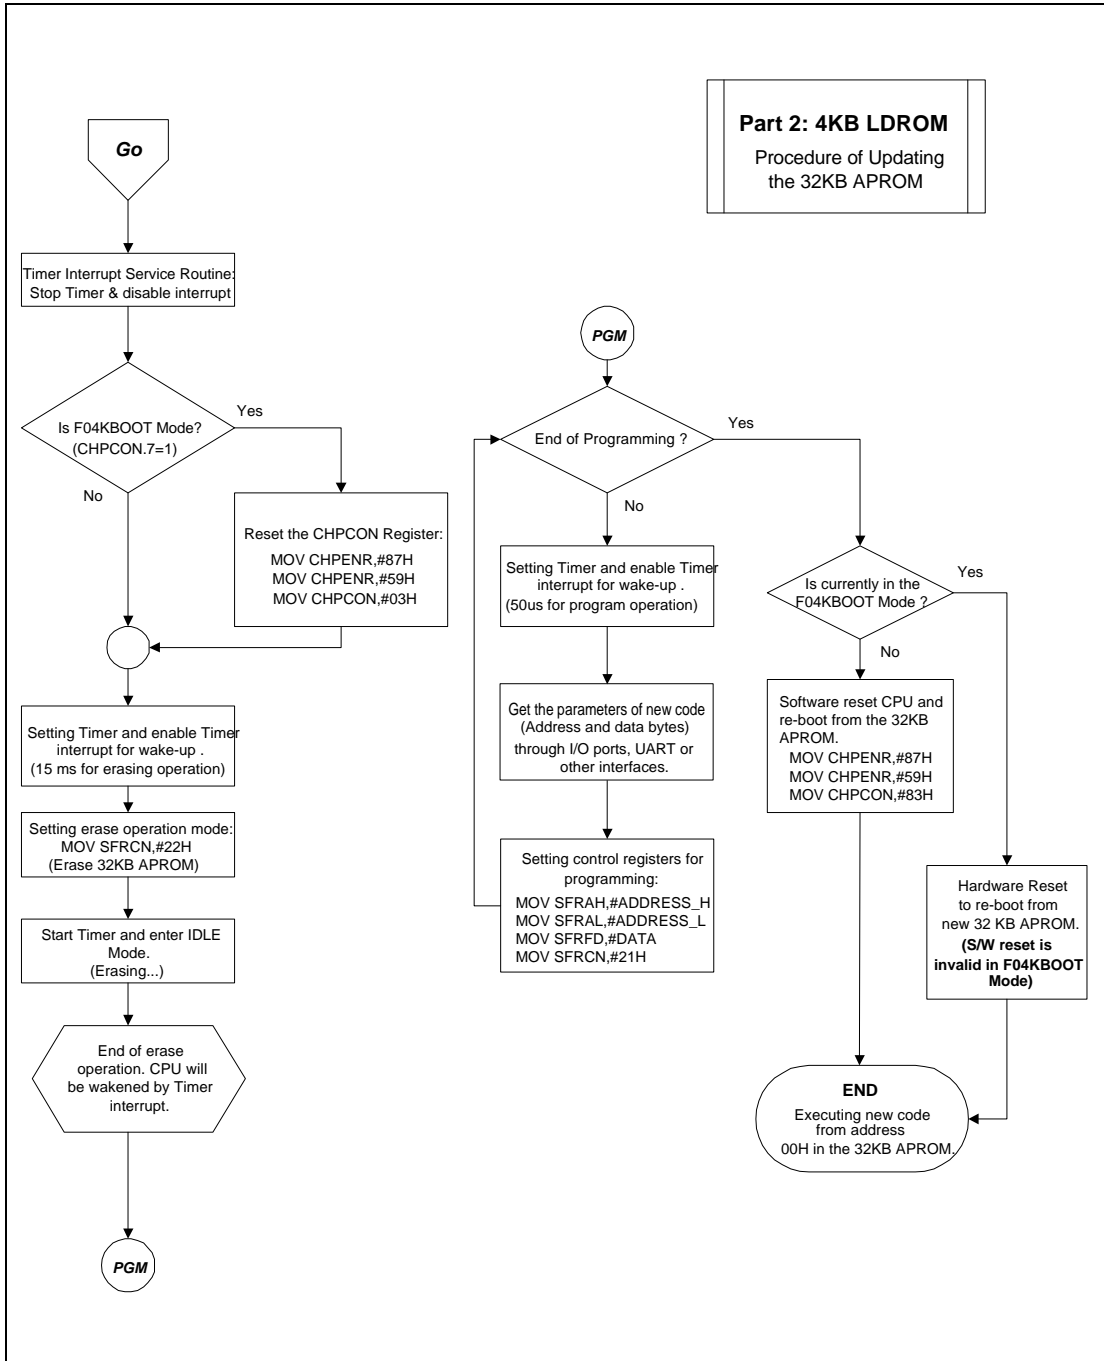 Part 2: 4KB LDROM
Procedure of Updating
the 32KB APROM
Go
Timer Interrupt Service Routine:
Stop Timer & disable interrupt
Is F04KBOOT Mode?
(CHPCON.7=1)
Yes
No
Reset the CHPCON Register:
MOV CHPENR,#87H
MOV CHPENR,#59H
MOV CHPCON,#03H
Setting Timer and enable Timer
interrupt for wake-up .
(15 ms for erasing operation)
Setting erase operation mode:
MOV SFRCN,#22H
(Erase 32KB APROM)
Start Timer and enter IDLE
Mode.
(Erasing...)
End of erase
operation. CPU will
be wakened by Timer
interrupt.
PGM
PGM
End of Programming ?
Yes
No
Setting Timer and enable Timer
interrupt for wake-up .
(50us for program operation)
Get the parameters of new code
(Address and data bytes)
through I/O ports, UART or
other interfaces.
Setting control registers for
programming:
MOV SFRAH,#ADDRESS_H
MOV SFRAL,#ADDRESS_L
MOV SFRFD,#DATA
MOV SFRCN,#21H
Is currently in the
F04KBOOT Mode ?
Yes
No
Software reset CPU and
re-boot from the 32KB
APROM.
MOV CHPENR,#87H
MOV CHPENR,#59H
MOV CHPCON,#83H
Hardware Reset
to re-boot from
new 32 KB APROM.
(S/W reset is
invalid in F04KBOOT
Mode)
END
Executing new code
from address
00H in the 32KB APROM.